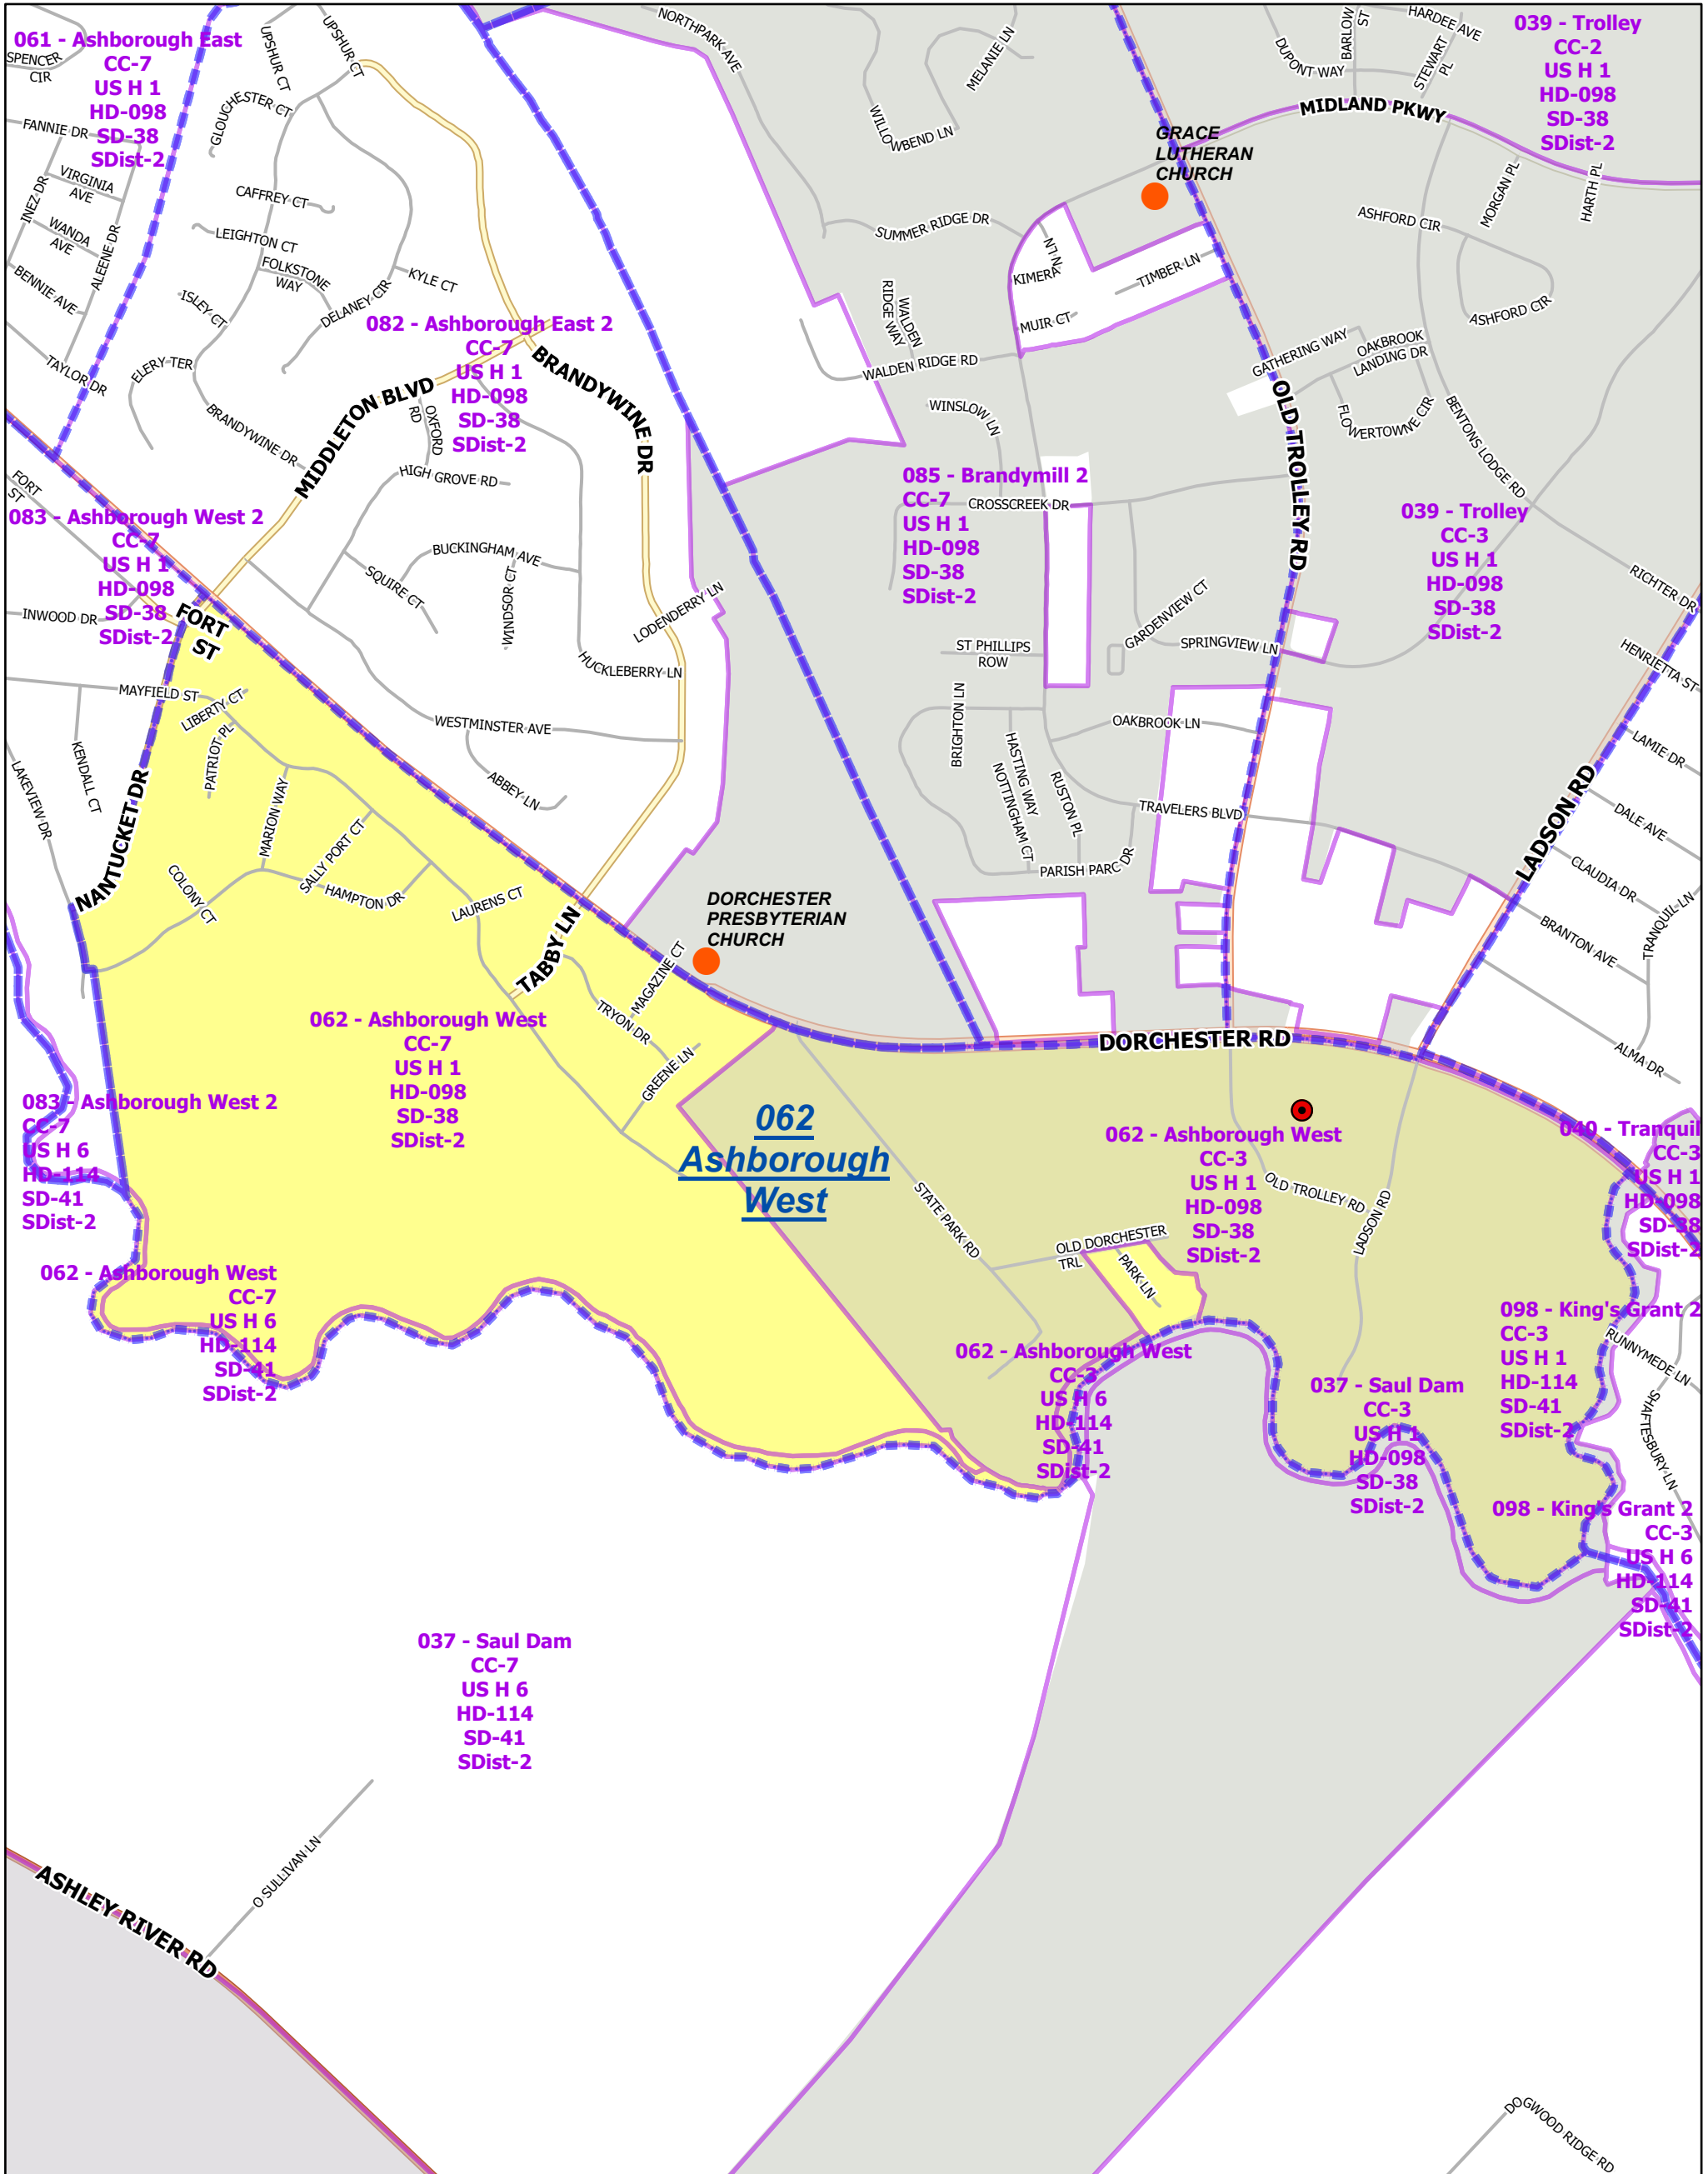 061 - Ashborough East
CC-7
US H 1
HD-098
SD-38
SDist-2
SPENCER
CIR
UPSHUR CT
UPSHUR CT
GLOUCHESTER CT
FANNIE DR
VIRGINIA
AVE
INEZ DR
WANDA
AVE
BENNIE AVE
ALEENE DR
TAYLOR DR
CAFFREY CT
LEIGHTON CT
FOLKSTONE
WAY
ISLEY CT
DELANEY CIR
KYLE CT
ELERY TER
BRANDYWINE DR
NORTHPARK AVE
MELANIE LN
WILLOWBEND LN
DUPONT WAY
BARLOW
ST
HARDEE AVE
STEWART
PL
039 - Trolley
CC-2
US H 1
HD-098
SD-38
SDist-2
MIDLAND PKWY
GRACE
LUTHERAN
CHURCH
MORGAN PL
HARTH PL
ASHFORD CIR
ASHFORD CIR
SUMMER RIDGE DR
KIMERA
LN N
TIMBER LN
MUIR CT
WALDEN
RIDGE WAY
WALDEN RIDGE RD
GATHERING WAY
OAKBROOK
LANDING DR
FLOWERTOWNE CIR
BENTONS LODGE RD
082 - Ashborough East 2
CC-7
US H 1
HD-098
SD-38
SDist-2
MIDDLETON BLVD
BRANDYWINE DR
OXFORD
RD
HIGH GROVE RD
BUCKINGHAM AVE
SQUIRE CT
WINDSOR CT
LODENDERRY LN
HUCKLEBERRY LN
WESTMINSTER AVE
ABBEY LN
WINSLOW LN
OLD TROLLEY RD
085 - Brandymill 2
CC-7
US H 1
HD-098
SD-38
SDist-2
CROSSCREEK DR
039 - Trolley
CC-3
US H 1
HD-098
SD-38
SDist-2
RICHTER DR
HENRIETTA ST
GARDENVIEW CT
SPRINGVIEW LN
ST PHILLIPS
ROW
BRIGHTON LN
OAKBROOK LN
HASTING WAY
NOTTINGHAM CT
RUSTON PL
TRAVELERS BLVD
PARISH PARC DR
LADSON RD
LAMIE DR
DALE AVE
CLAUDIA DR
TRANQUIL LN
BRANTON AVE
ALMA DR
FORT
ST
083 - Ashborough West 2
CC-7
US H 1
HD-098
SD-38
SDist-2
INWOOD DR
FORT
ST
MAYFIELD ST
LIBERTY CT
PATRIOT PL
KENDALL CT
LAKEVIEW DR
NANTUCKET DR
MARION WAY
SALLY PORT CT
COLONY CT
HAMPTON DR
LAURENS CT
TABBY LN
MAGAZINE CT
TRYON DR
GREENE LN
DORCHESTER
PRESBYTERIAN
CHURCH
DORCHESTER RD
062 - Ashborough West
CC-7
US H 1
HD-098
SD-38
SDist-2
083 - Ashborough West 2
CC-7
US H 6
HD-114
SD-41
SDist-2
062
Ashborough
West
062 - Ashborough West
CC-3
US H 1
HD-098
SD-38
SDist-2
OLD TROLLEY RD
LADSON RD
STATE PARK RD
OLD DORCHESTER
TRL
PARK LN
040 - Tranquil
CC-3
US H 1
HD-098
SD-38
SDist-2
062 - Ashborough West
CC-7
US H 6
HD-114
SD-41
SDist-2
062 - Ashborough West
CC-3
US H 6
HD-114
SD-41
SDist-2
037 - Saul Dam
CC-3
US H 1
HD-098
SD-38
SDist-2
098 - King's Grant 2
CC-3
US H 1
HD-114
SD-41
SDist-2
RUNNYMEDE LN
SHAFTESBURY LN
098 - King's Grant 2
CC-3
US H 6
HD-114
SD-41
SDist-2
037 - Saul Dam
CC-7
US H 6
HD-114
SD-41
SDist-2
O SULLIVAN LN
ASHLEY RIVER RD
DOGWOOD RIDGE RD